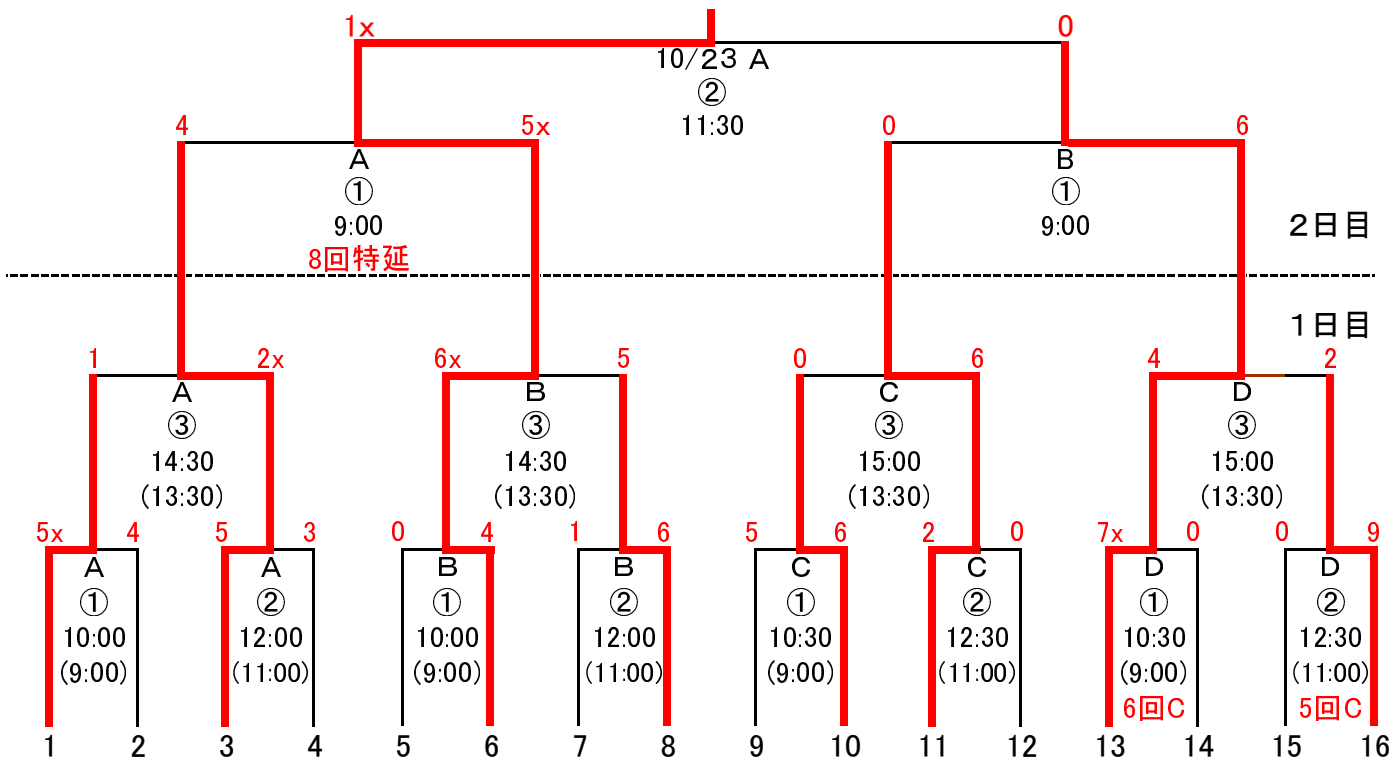 1x 0
10/23 A
②
11:30
4 5x 0 6
A B
① ①
9:00 9:00
8回特延
2日目
1日目
1 2x 6x 5 0 6 4 2
A B C D
③ ③ ③ ③
14:30 14:30 15:00 15:00
(13:30) (13:30) (13:30) (13:30)
5x 4 5 3 0 4 1 6 5 6 2 0 7x 0 0 9
A A B B C C D D
① ② ① ② ① ② ① ②
10:00 12:00 10:00 12:00 10:30 12:30 10:30 12:30
(9:00) (11:00) (9:00) (11:00) (9:00) (11:00) (9:00) (11:00)
6回C 5回C
1 2 3 4 5 6 7 8 9 10 11 12 13 14 15 16